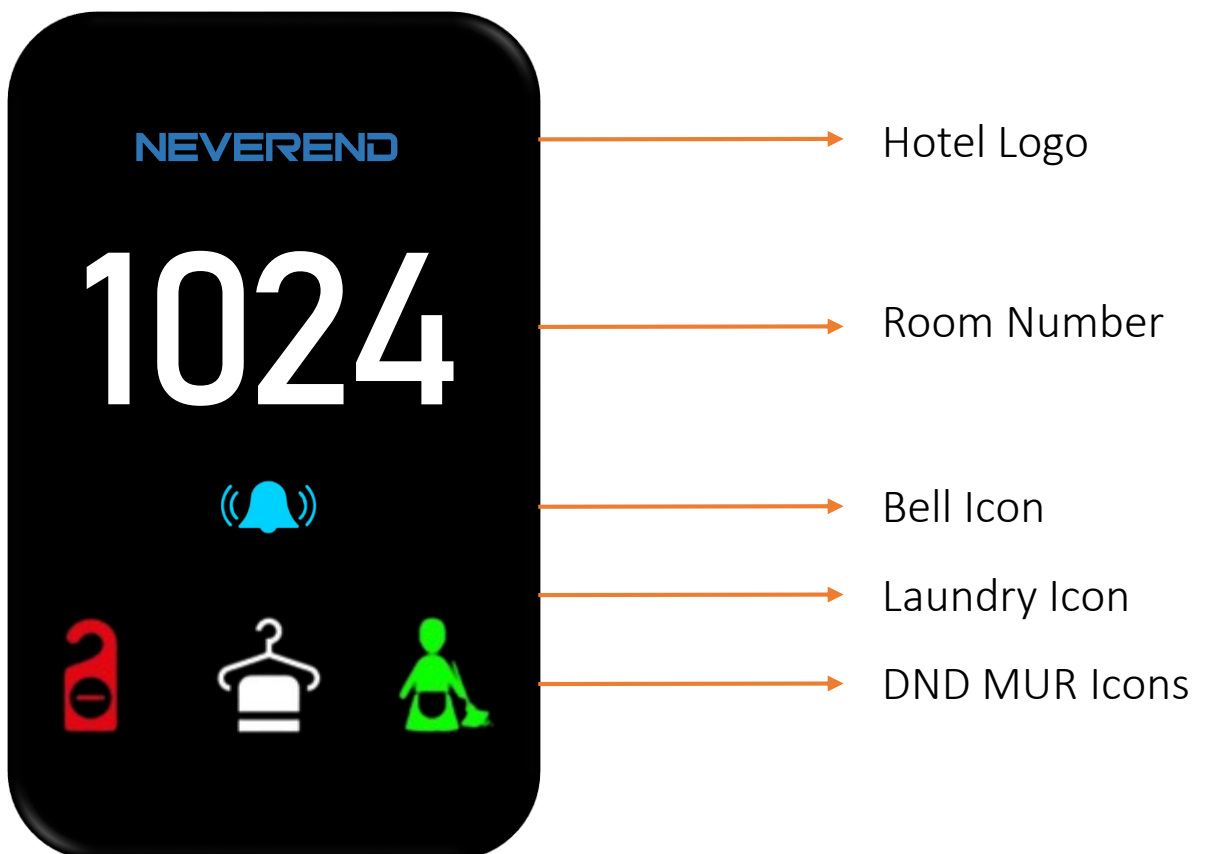 NEVEREND
Hotel Logo
1024
Room Number
Bell Icon
Laundry Icon
DND MUR Icons